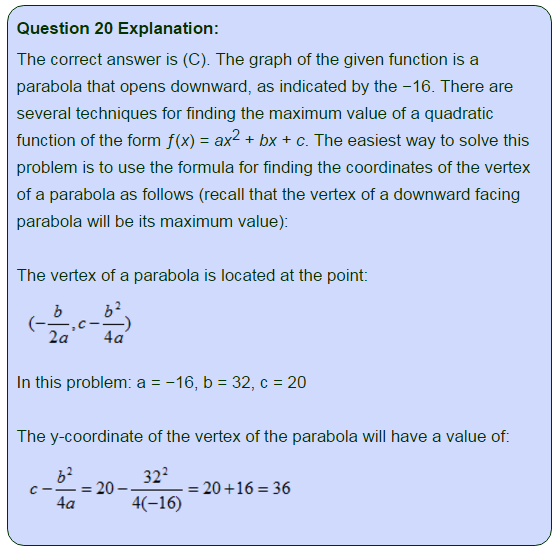 Question 20 Explanation:
The correct answer is (C). The graph of the given function is a
parabola that opens downward, as indicated by the −16. There are
several techniques for finding the maximum value of a quadratic
function of the form f(x) = ax² + bx + c. The easiest way to solve this
problem is to use the formula for finding the coordinates of the vertex
of a parabola as follows (recall that the vertex of a downward facing
parabola will be its maximum value):
The vertex of a parabola is located at the point:
(−b/2a, c − b²/4a)
In this problem: a = −16, b = 32, c = 20
The y-coordinate of the vertex of the parabola will have a value of:
c − b²/4a = 20 − 32²/4(−16) = 20 + 16 = 36